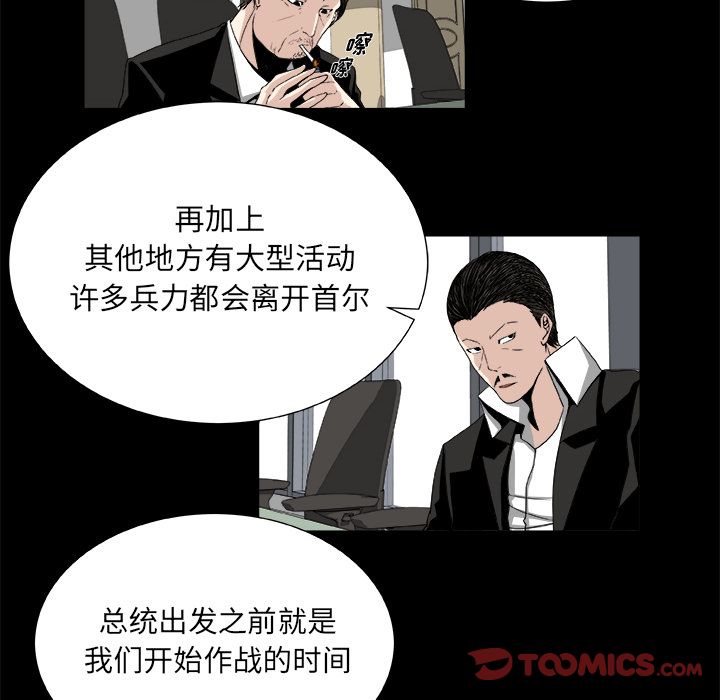 嚓
嚓
再加上
其他地方有大型活动
许多兵力都会离开首尔
总统出发之前就是
我们开始作战的时间
TOOMICS.COM